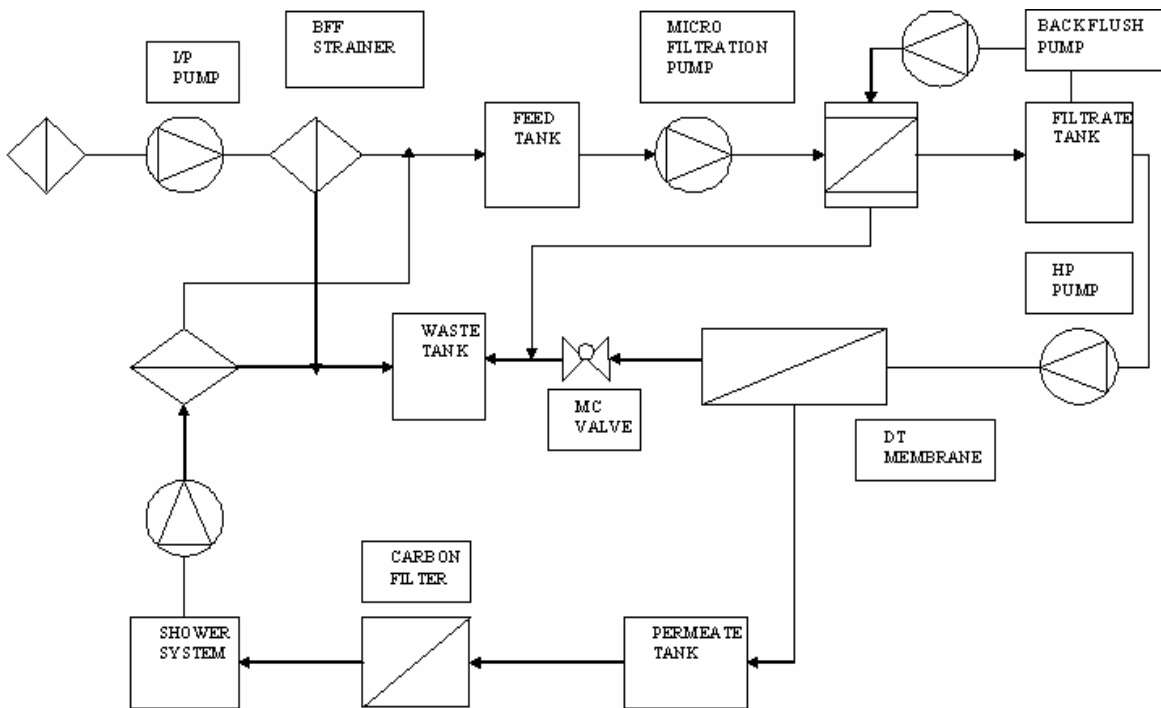 BFF
STRAINER
MICRO
FILTRATION
PUMP
BACKFLUSH
PUMP
I/P
PUMP
FEED
TANK
FILTRATE
TANK
HP
PUMP
WASTE
TANK
MC
VALVE
DT
MEMBRANE
CARBON
FILTER
SHOWER
SYSTEM
PERMEATE
TANK